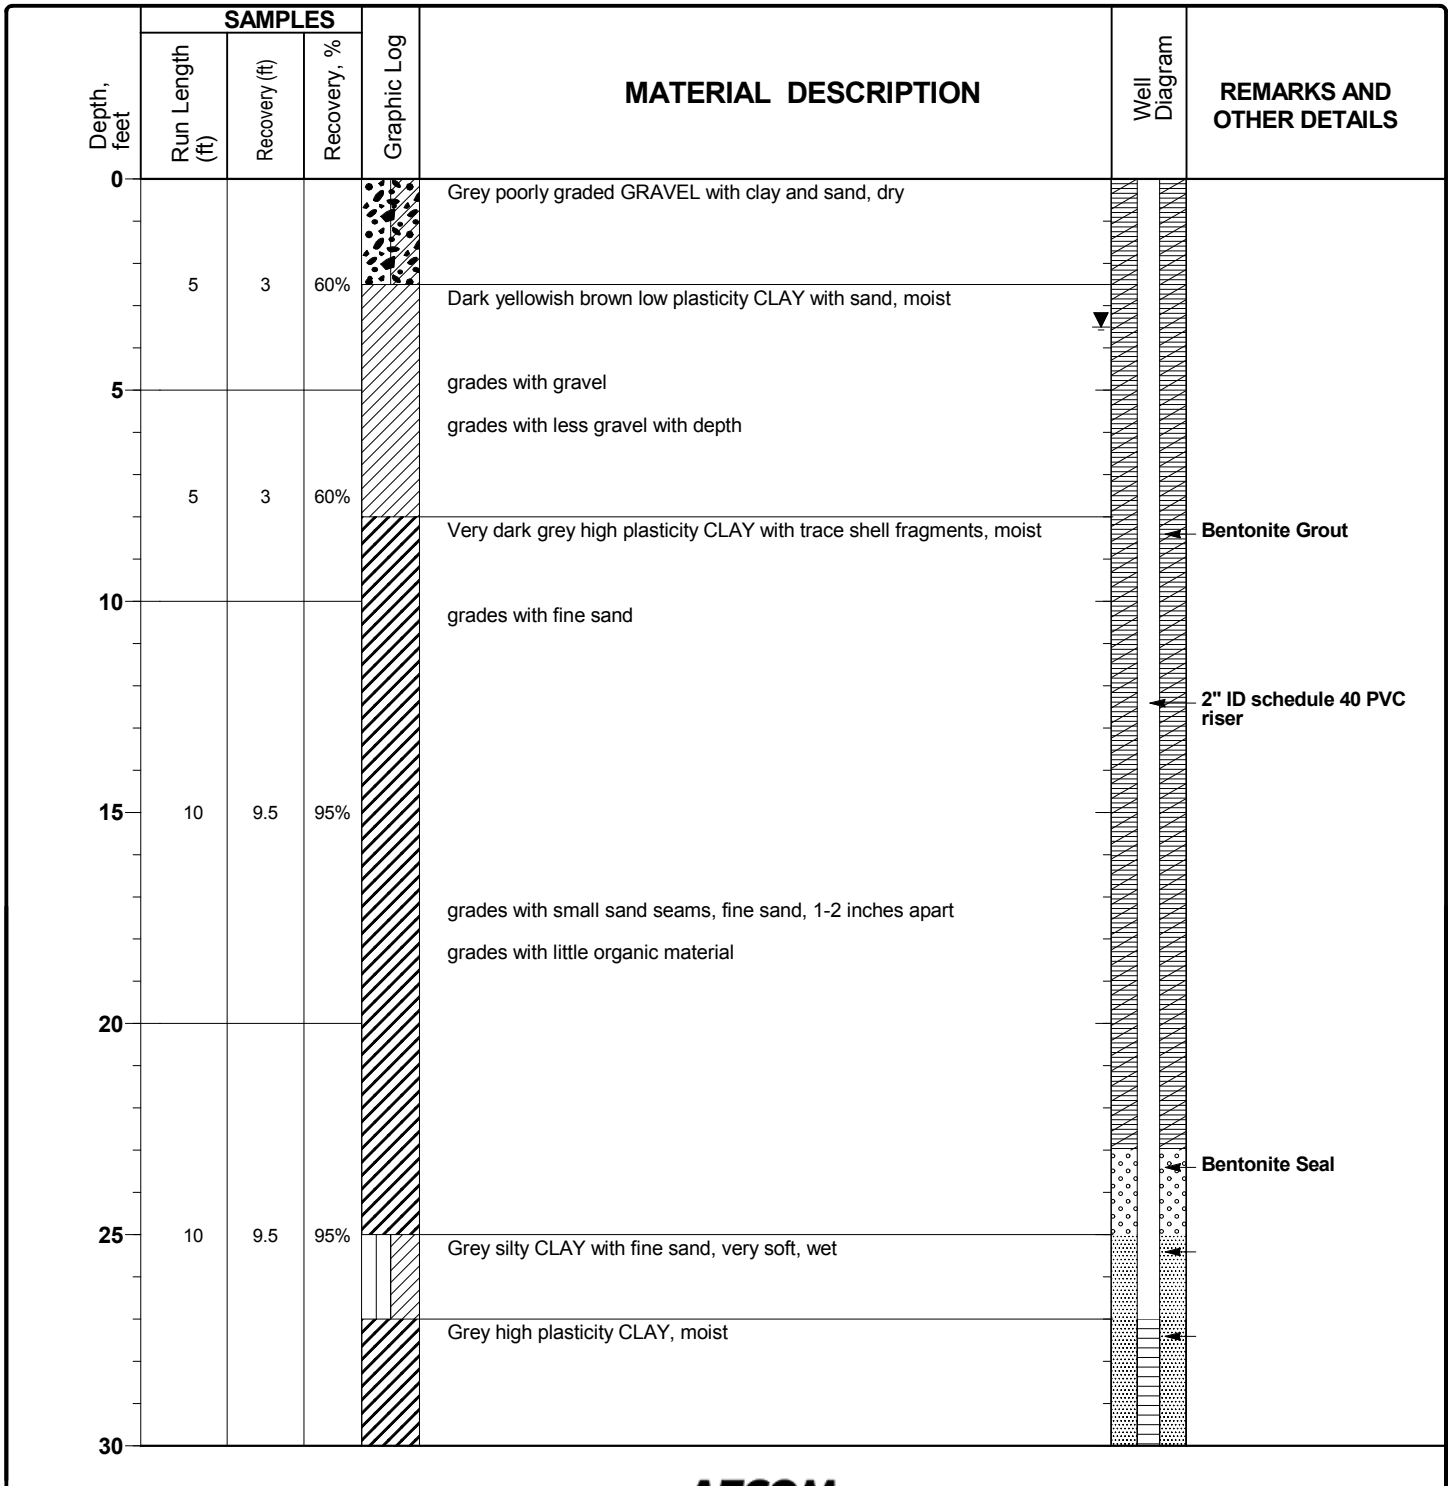 SAMPLES
Depth,
feet
Run Length
(ft)
Recovery (ft)
Recovery, %
Graphic Log
MATERIAL DESCRIPTION
Well
Diagram
REMARKS AND
OTHER DETAILS
0
Grey poorly graded GRAVEL with clay and sand, dry
5 3 60%
Dark yellowish brown low plasticity CLAY with sand, moist
grades with gravel
5
grades with less gravel with depth
5 3 60%
Very dark grey high plasticity CLAY with trace shell fragments, moist
Bentonite Grout
10
grades with fine sand
2" ID schedule 40 PVC
riser
15
10 9.5 95%
grades with small sand seams, fine sand, 1-2 inches apart
grades with little organic material
20
Bentonite Seal
25
10 9.5 95%
Grey silty CLAY with fine sand, very soft, wet
Grey high plasticity CLAY, moist
30